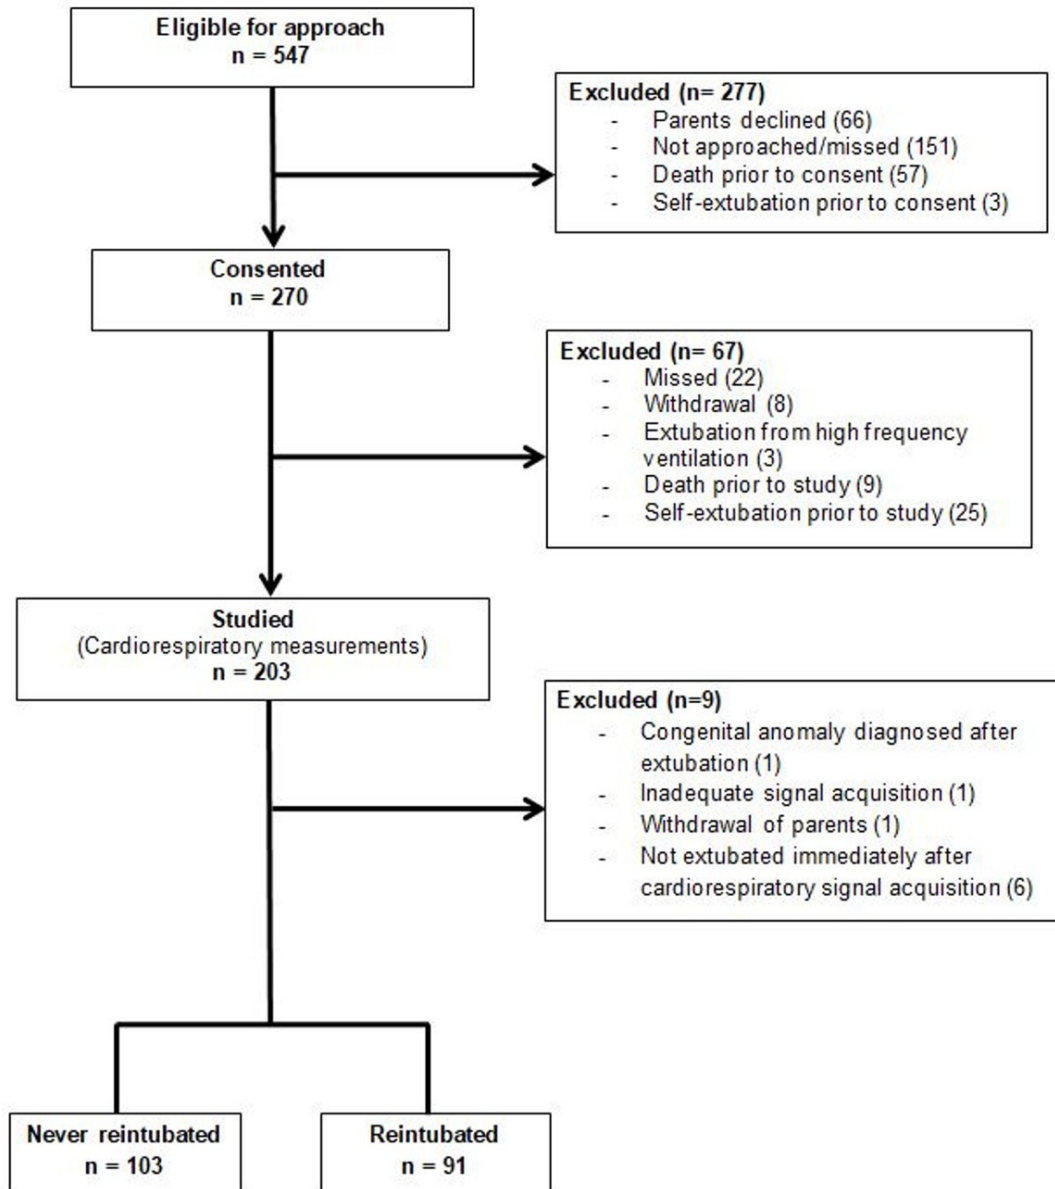 Eligible for approach
n = 547
Excluded (n= 277)
- Parents declined (66)
- Not approached/missed (151)
- Death prior to consent (57)
- Self-extubation prior to consent (3)
Consented
n = 270
Excluded (n= 67)
- Missed (22)
- Withdrawal (8)
- Extubation from high frequency
ventilation (3)
- Death prior to study (9)
- Self-extubation prior to study (25)
Studied
(Cardiorespiratory measurements)
n = 203
Excluded (n=9)
- Congenital anomaly diagnosed after
extubation (1)
- Inadequate signal acquisition (1)
- Withdrawal of parents (1)
- Not extubated immediately after
cardiorespiratory signal acquisition (6)
Never reintubated
n = 103
Reintubated
n = 91